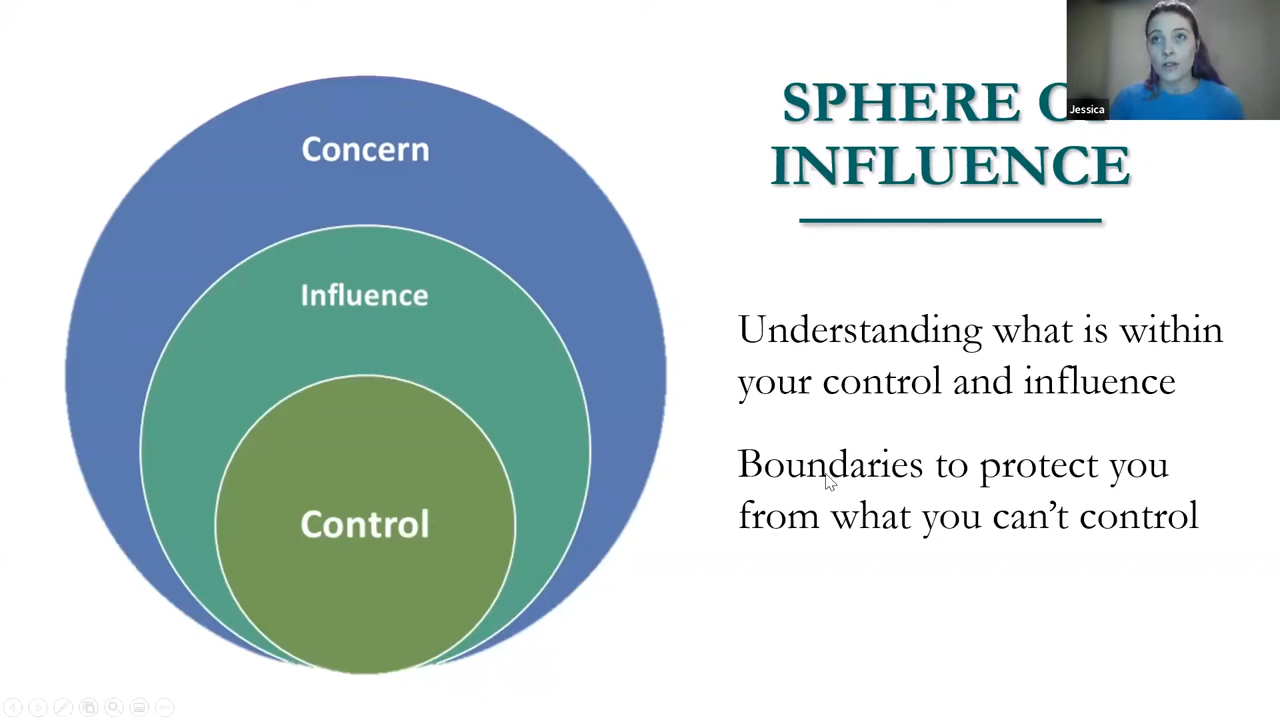 Concern
Influence
Control
SPHERE
INFLUENCE
Understanding what is within
your control and influence
Boundaries to protect you
from what you can't control
Jessica